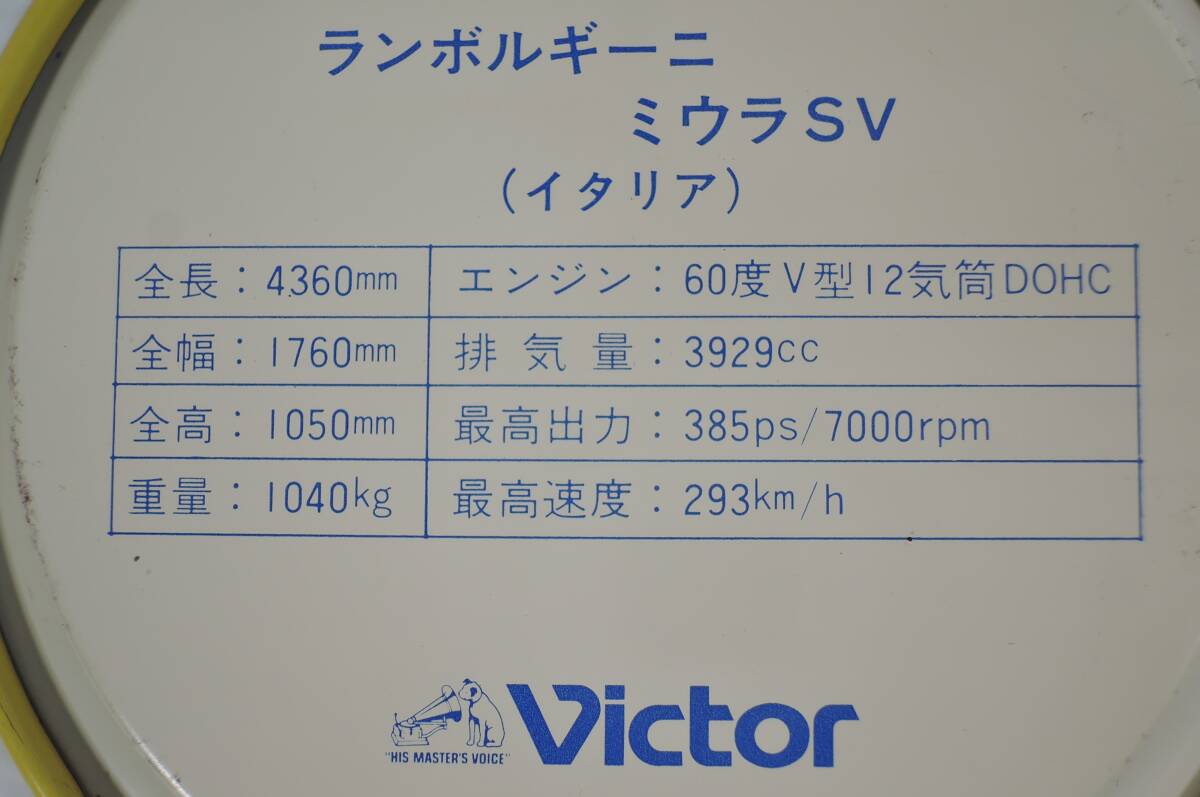 ランボルギーニ
ミウラSV
(イタリア)
全長：4360mm エンジン：60度V型12気筒DOHC
全幅：1760mm 排気量：3929cc
全高：1050mm 最高出力：385ps/7000rpm
重量：1040kg 最高速度：293km/h
"HIS MASTER'S VOICE" Victor